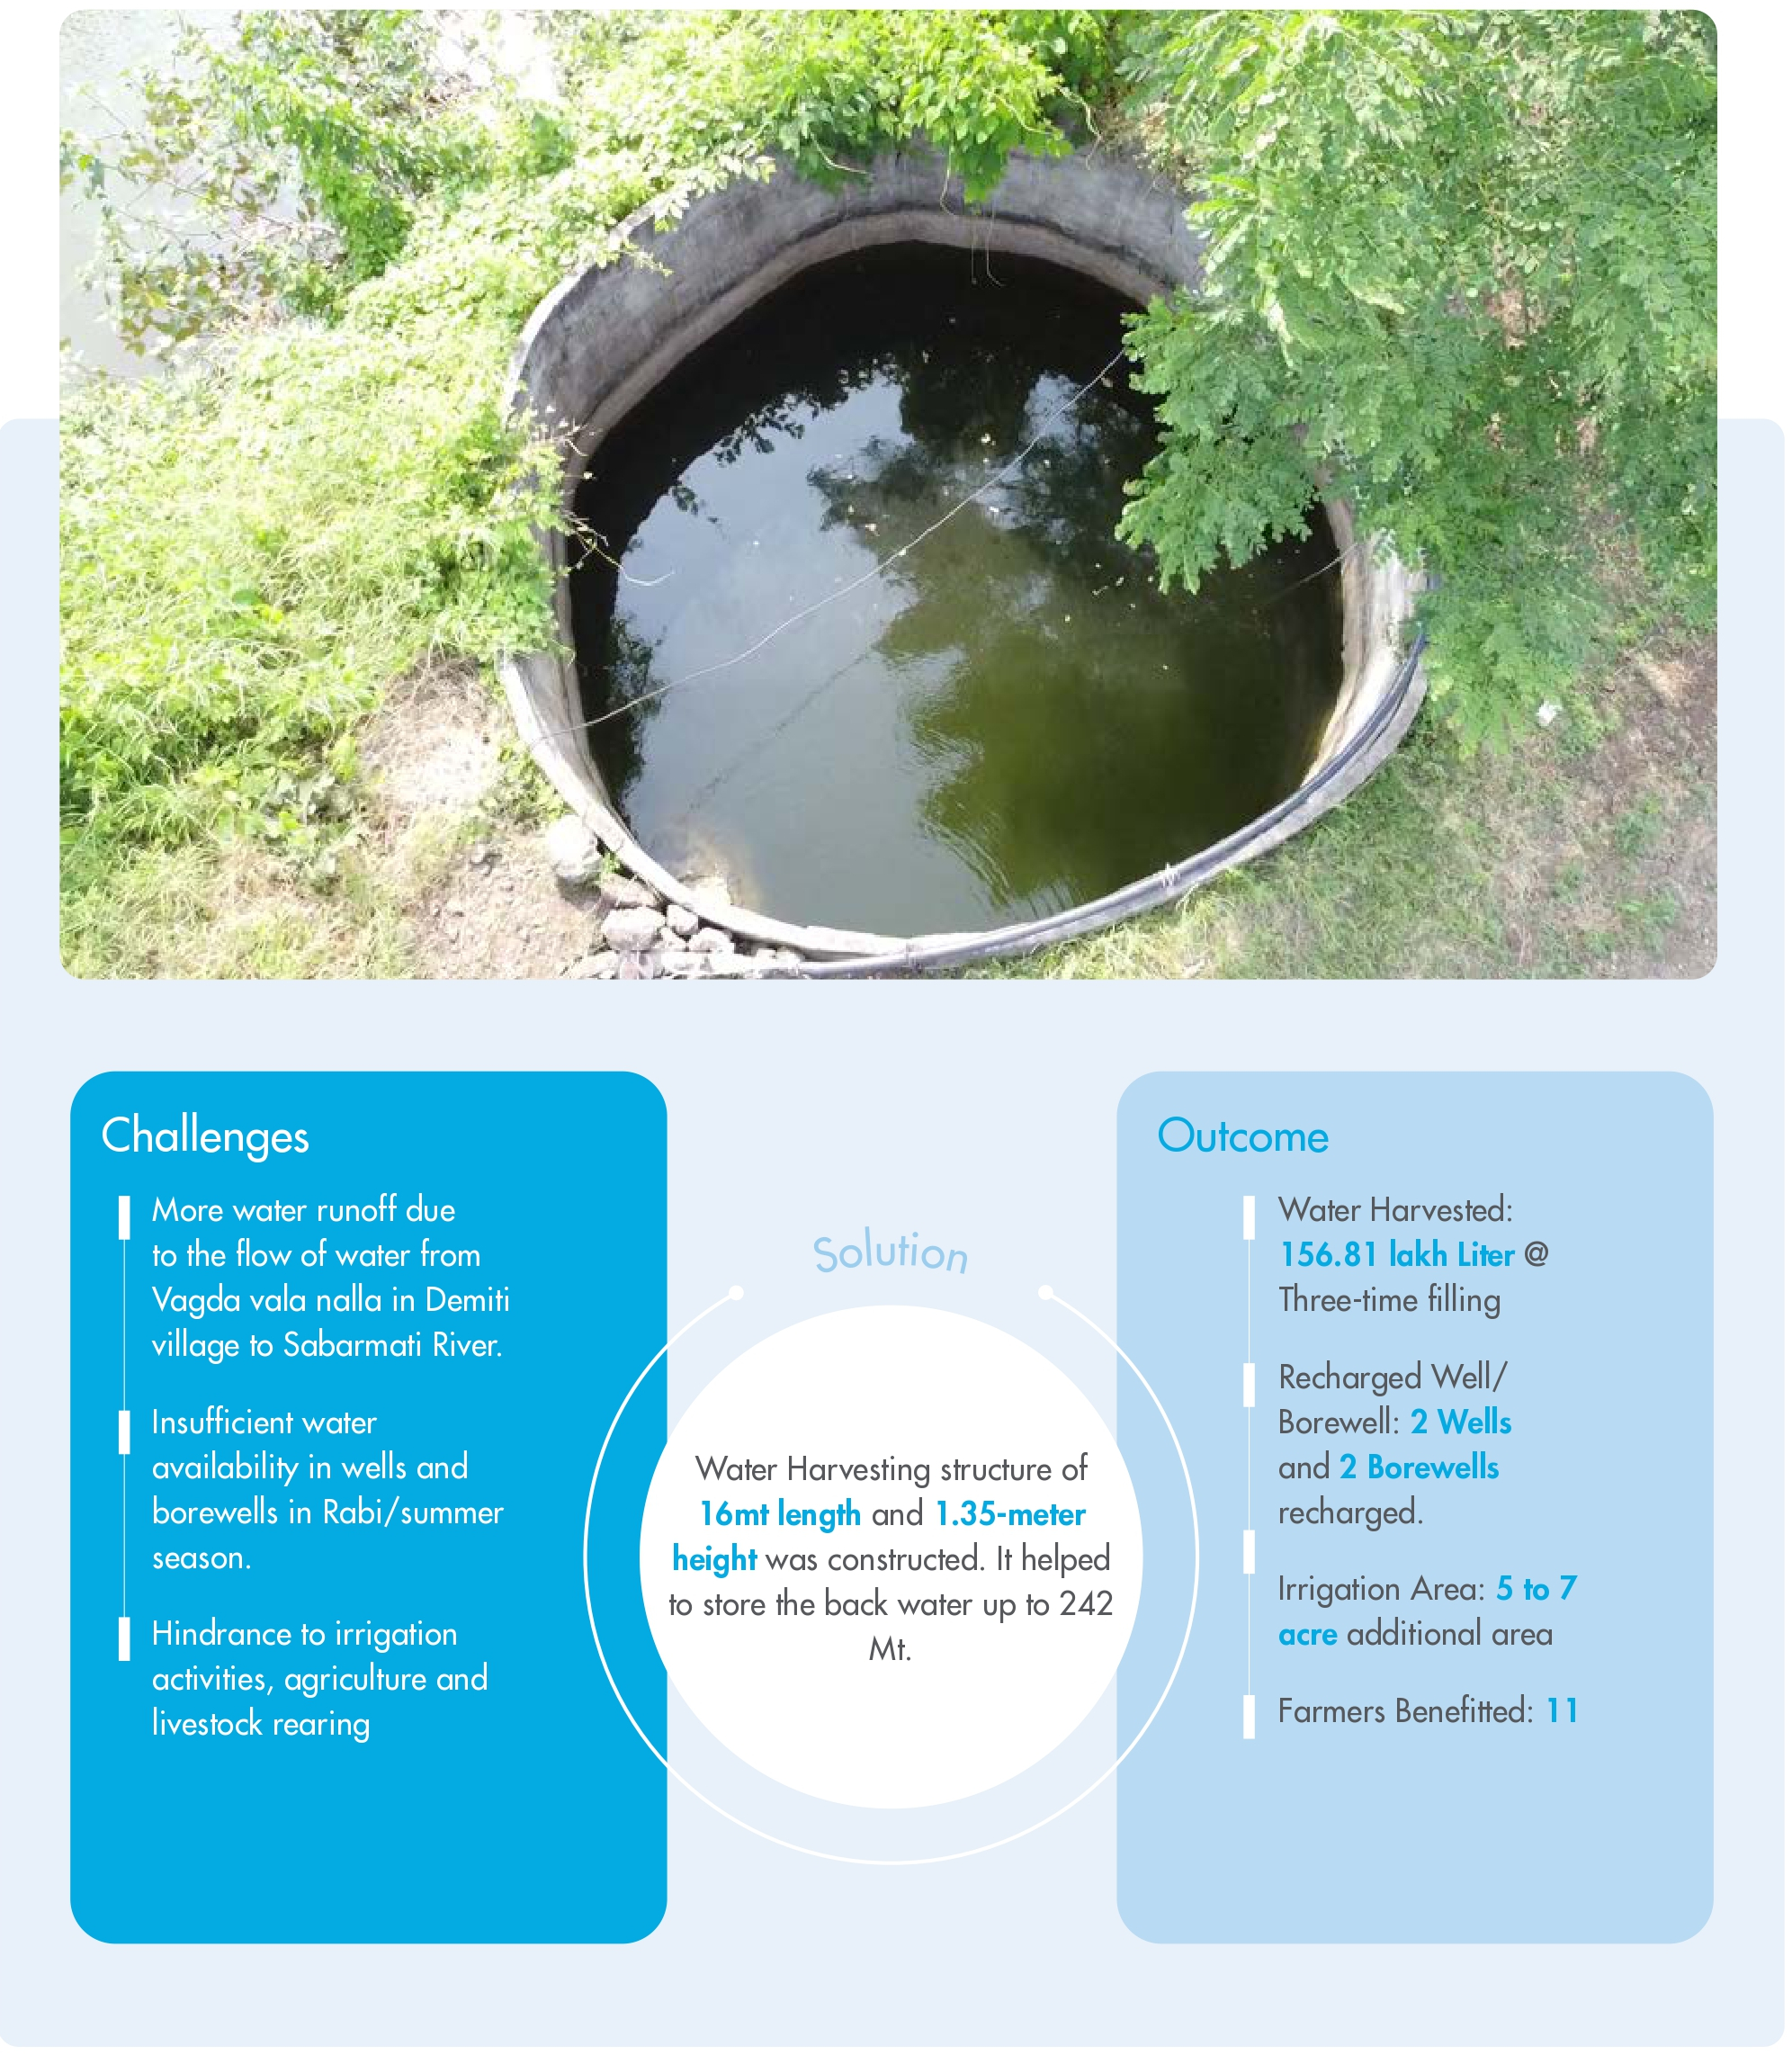 Challenges
More water runoff due
to the flow of water from
Vagda vala nalla in Demiti
village to Sabarmati River.
Insufficient water
availability in wells and
borewells in Rabi/summer
season.
Hindrance to irrigation
activities, agriculture and
livestock rearing
Solution
Water Harvesting structure of
16mt length and 1.35-meter
height was constructed. It helped
to store the back water up to 242
Mt.
Outcome
Water Harvested:
156.81 lakh Liter @
Three-time filling
Recharged Well/
Borewell: 2 Wells
and 2 Borewells
recharged.
Irrigation Area: 5 to 7
acre additional area
Farmers Benefitted: 11